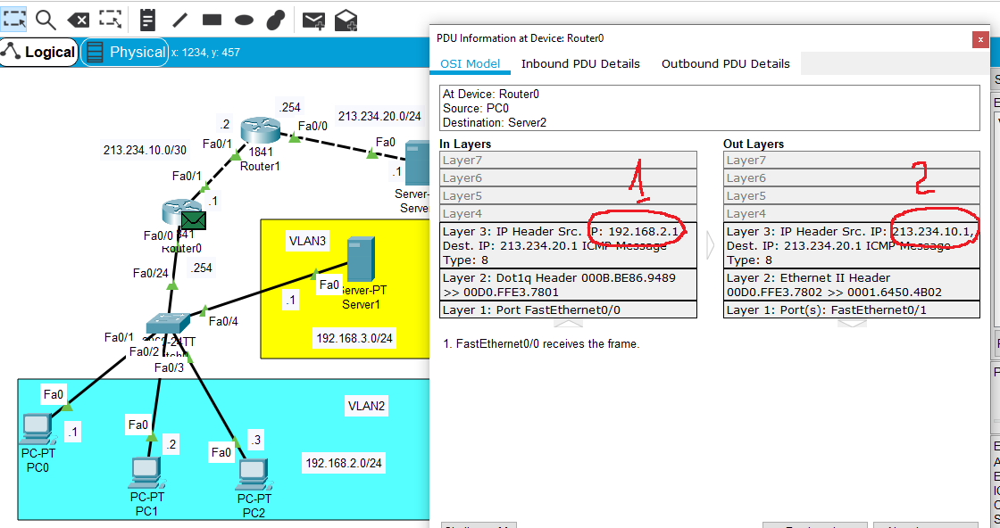 Logical
Physical x: 1234, y: 457
.254
213.234.20.0/24
.2
Fa0/0
Fa0/1
Fa0
213.234.10.0/30
1841
Router1
.1
Fa0/1
Server-
Serve
.1
Fa0/0
841
Router0
VLAN3
Fa0/24
.254
Fa0
Server-PT
Server1
.1
Fa0/4
Fa0/1
Fa0/2
Fa0/3
192.168.3.0/24
Fa0
VLAN2
.1
Fa0
.2
.3
Fa0
PC-PT
PC0
192.168.2.0/24
PC-PT
PC1
PC-PT
PC2
PDU Information at Device: Router0
x
OSI Model
Inbound PDU Details
Outbound PDU Details
At Device: Router0
Source: PC0
Destination: Server2
In Layers
Layer7
Layer6
Layer5
Layer4
Layer 3: IP Header Src. IP: 192.168.2.1,
Dest. IP: 213.234.20.1 ICMP Message
Type: 8
Layer 2: Dot1q Header 000B.BE86.9489
>> 00D0.FFE3.7801
Layer 1: Port FastEthernet0/0
1
Out Layers
Layer7
Layer6
Layer5
Layer4
Layer 3: IP Header Src. IP: 213.234.10.1,
Dest. IP: 213.234.20.1 ICMP Message
Type: 8
Layer 2: Ethernet II Header
00D0.FFE3.7802 >> 0001.6450.4B02
Layer 1: Port(s): FastEthernet0/1
2
1. FastEthernet0/0 receives the frame.